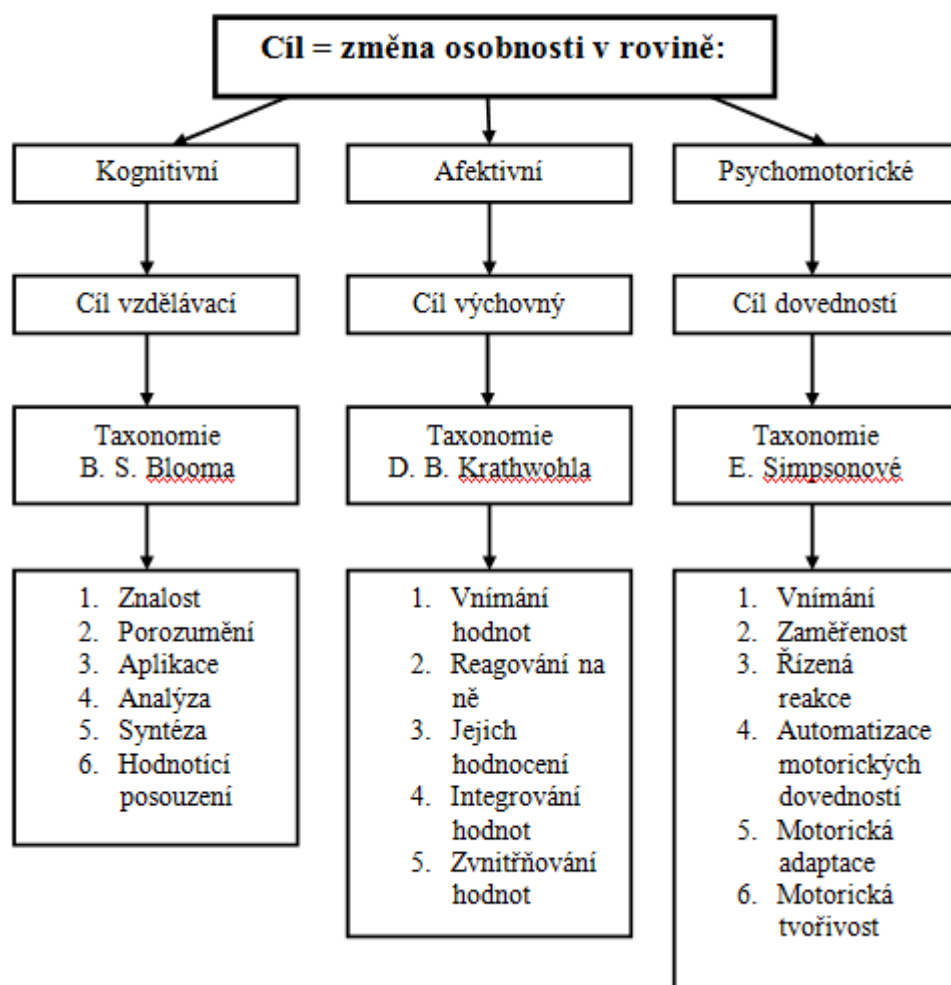 Cíl = změna osobnosti v rovině:
Kognitivní
Afektivní
Psychomotorické
Cíl vzdělávací
Cíl výchovný
Cíl dovedností
Taxonomie
B. S. Blooma
Taxonomie
D. B. Krathwohla
Taxonomie
E. Simpsonové
1. Znalost
2. Porozumění
3. Aplikace
4. Analýza
5. Syntéza
6. Hodnotící
posouzení
1. Vnímání
hodnot
2. Reagování na
ně
3. Jejich
hodnocení
4. Integrování
hodnot
5. Zvnitřňování
hodnot
1. Vnímání
2. Zaměřenost
3. Řízená
reakce
4. Automatizace
motorických
dovedností
5. Motorická
adaptace
6. Motorická
tvořivost